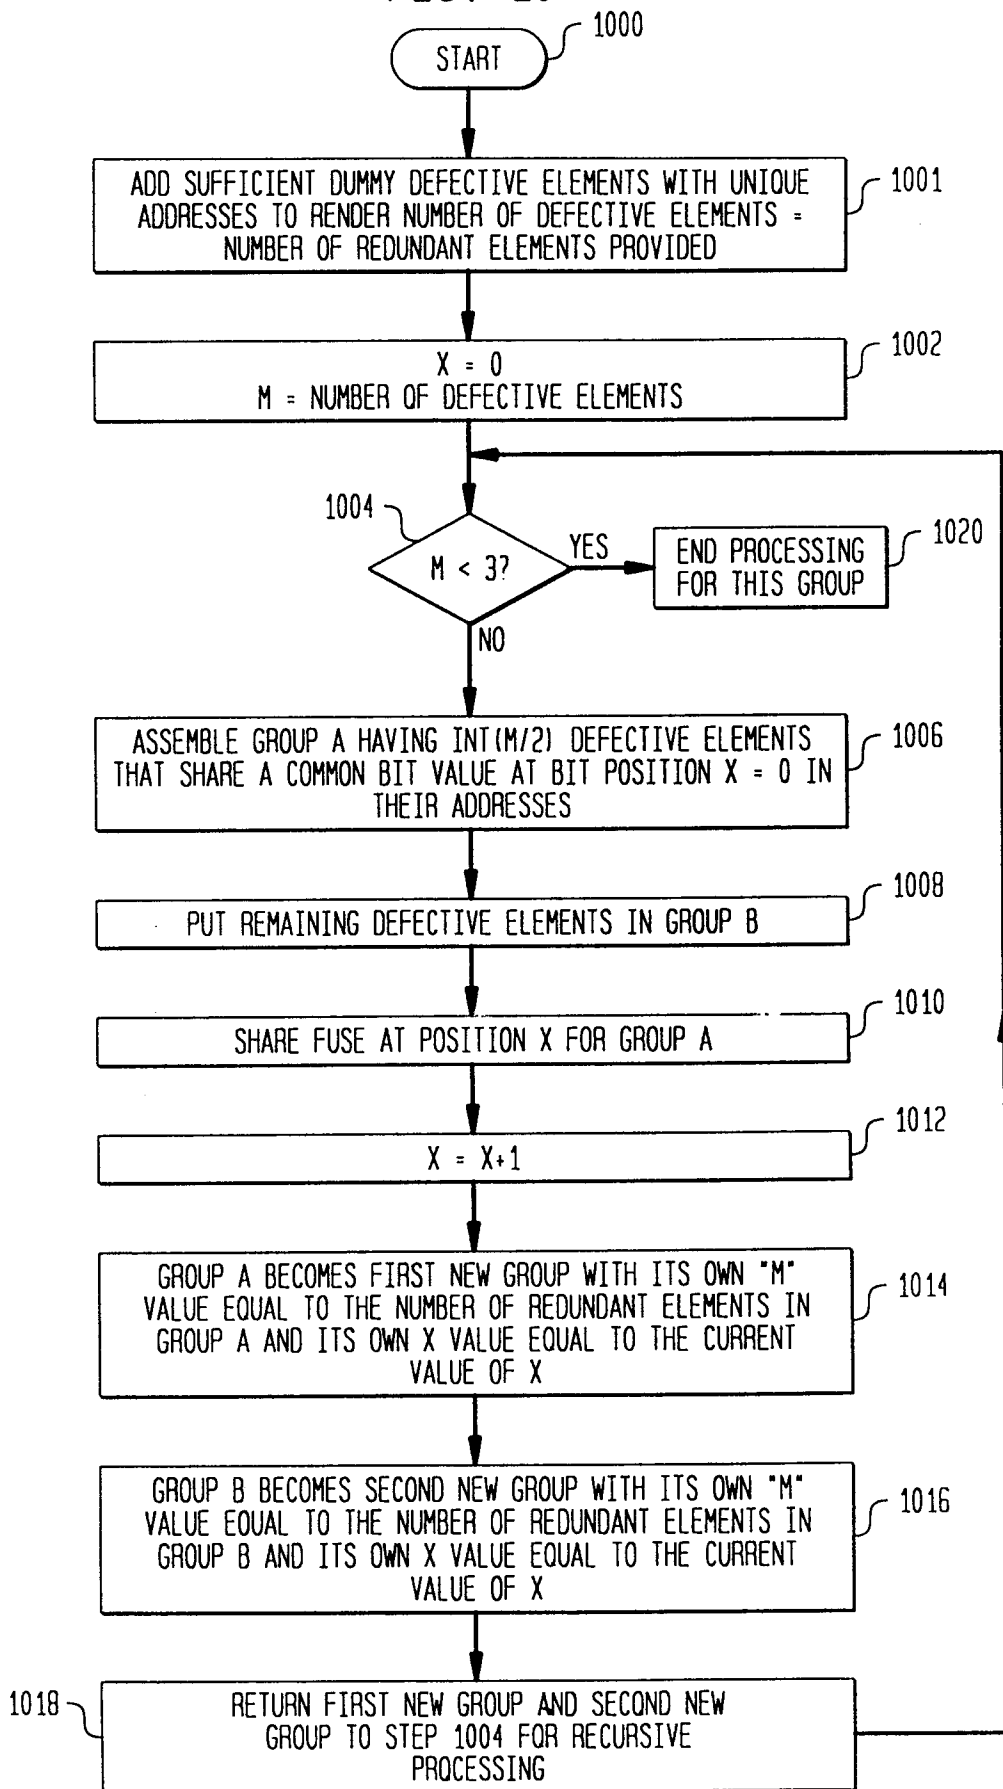 START
1000
ADD SUFFICIENT DUMMY DEFECTIVE ELEMENTS WITH UNIQUE
ADDRESSES TO RENDER NUMBER OF DEFECTIVE ELEMENTS =
NUMBER OF REDUNDANT ELEMENTS PROVIDED
1001
X = 0
M = NUMBER OF DEFECTIVE ELEMENTS
1002
1004
M < 3?
YES
END PROCESSING
FOR THIS GROUP
1020
NO
ASSEMBLE GROUP A HAVING INT(M/2) DEFECTIVE ELEMENTS
THAT SHARE A COMMON BIT VALUE AT BIT POSITION X = 0 IN
THEIR ADDRESSES
1006
PUT REMAINING DEFECTIVE ELEMENTS IN GROUP B
1008
SHARE FUSE AT POSITION X FOR GROUP A
1010
X = X+1
1012
GROUP A BECOMES FIRST NEW GROUP WITH ITS OWN "M"
VALUE EQUAL TO THE NUMBER OF REDUNDANT ELEMENTS IN
GROUP A AND ITS OWN X VALUE EQUAL TO THE CURRENT
VALUE OF X
1014
GROUP B BECOMES SECOND NEW GROUP WITH ITS OWN "M"
VALUE EQUAL TO THE NUMBER OF REDUNDANT ELEMENTS IN
GROUP B AND ITS OWN X VALUE EQUAL TO THE CURRENT
VALUE OF X
1016
1018
RETURN FIRST NEW GROUP AND SECOND NEW
GROUP TO STEP 1004 FOR RECURSIVE
PROCESSING